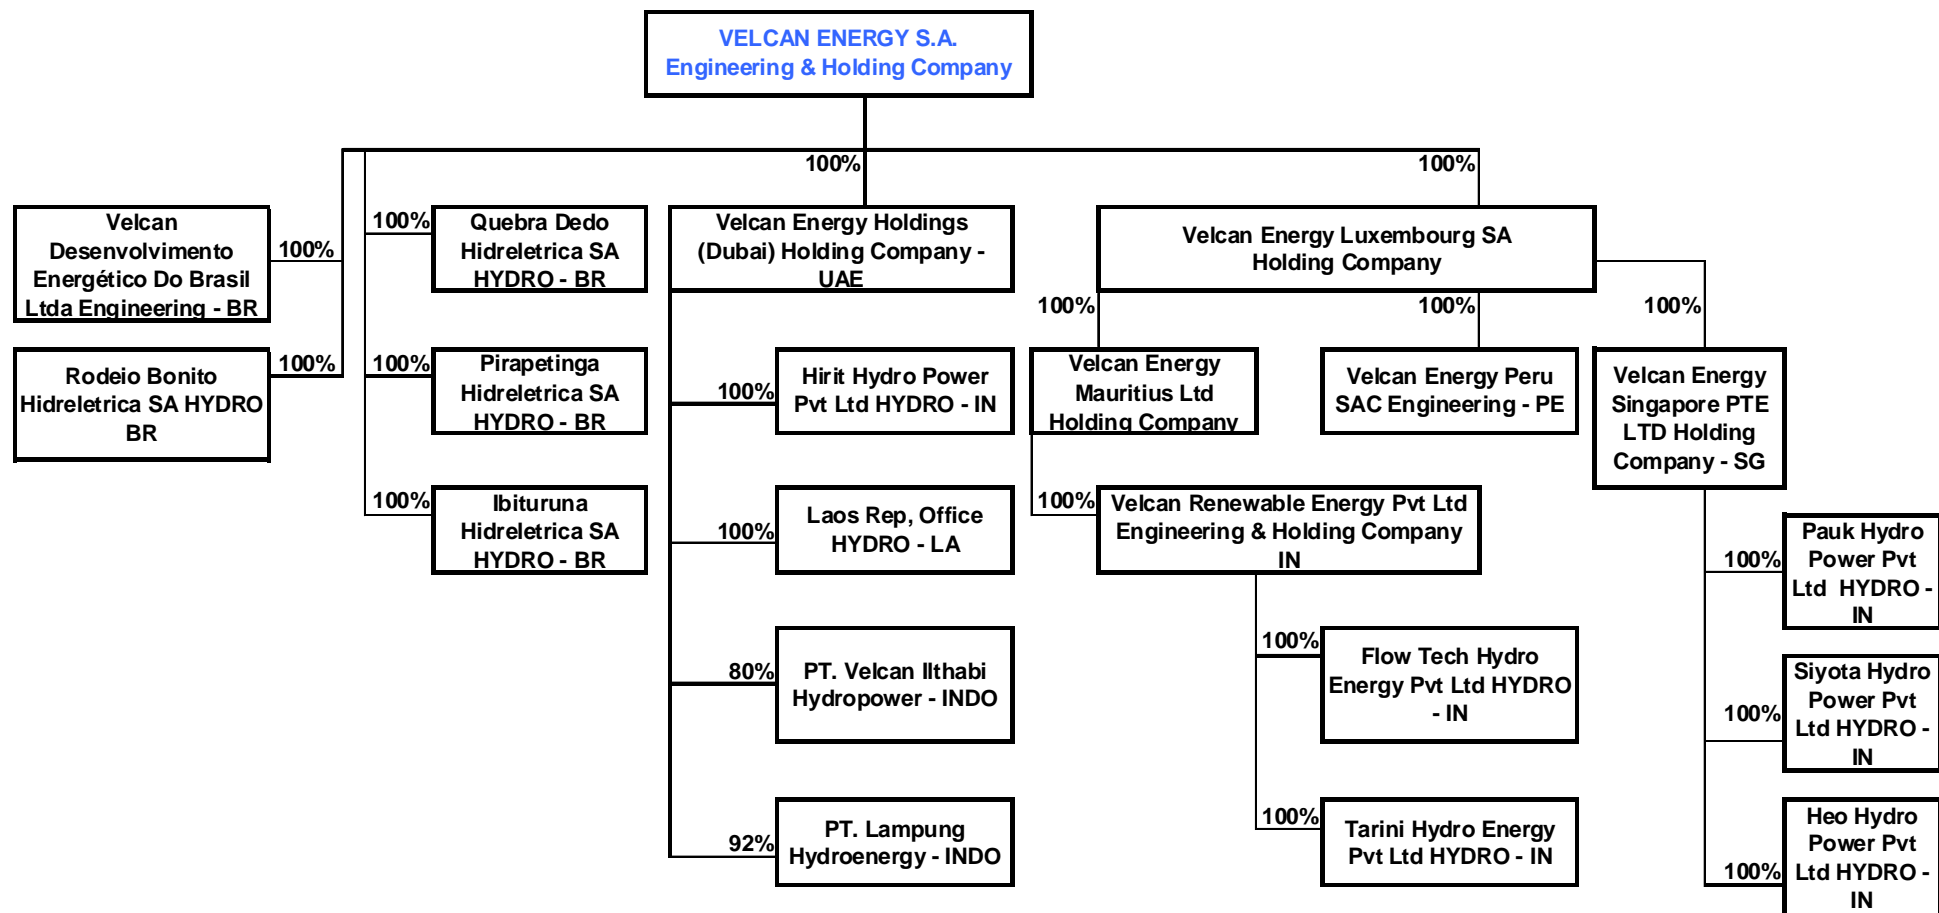 VELCAN ENERGY S.A.
Engineering & Holding Company
100%
100%
Velcan
Desenvolvimento
Energético Do Brasil
Ltda Engineering - BR
100%
100%
Quebra Dedo
Hidreletrica SA
HYDRO - BR
Velcan Energy Holdings
(Dubai) Holding Company -
UAE
Velcan Energy Luxembourg SA
Holding Company
100%
100%
100%
Rodeio Bonito
Hidreletrica SA HYDRO
BR
100%
100%
Pirapetinga
Hidreletrica SA
HYDRO - BR
100%
Hirit Hydro Power
Pvt Ltd HYDRO - IN
Velcan Energy
Mauritius Ltd
Holding Company
Velcan Energy Peru
SAC Engineering - PE
Velcan Energy
Singapore PTE
LTD Holding
Company - SG
100%
Ibituruna
Hidreletrica SA
HYDRO - BR
100%
Laos Rep, Office
HYDRO - LA
100%
Velcan Renewable Energy Pvt Ltd
Engineering & Holding Company
IN
100%
Pauk Hydro
Power Pvt
Ltd  HYDRO -
IN
80%
PT. Velcan Ilthabi
Hydropower - INDO
100%
Flow Tech Hydro
Energy Pvt Ltd HYDRO
- IN
100%
Siyota Hydro
Power Pvt
Ltd HYDRO -
IN
92%
PT. Lampung
Hydroenergy - INDO
100%
Tarini Hydro Energy
Pvt Ltd HYDRO - IN
100%
Heo Hydro
Power Pvt
Ltd HYDRO -
IN